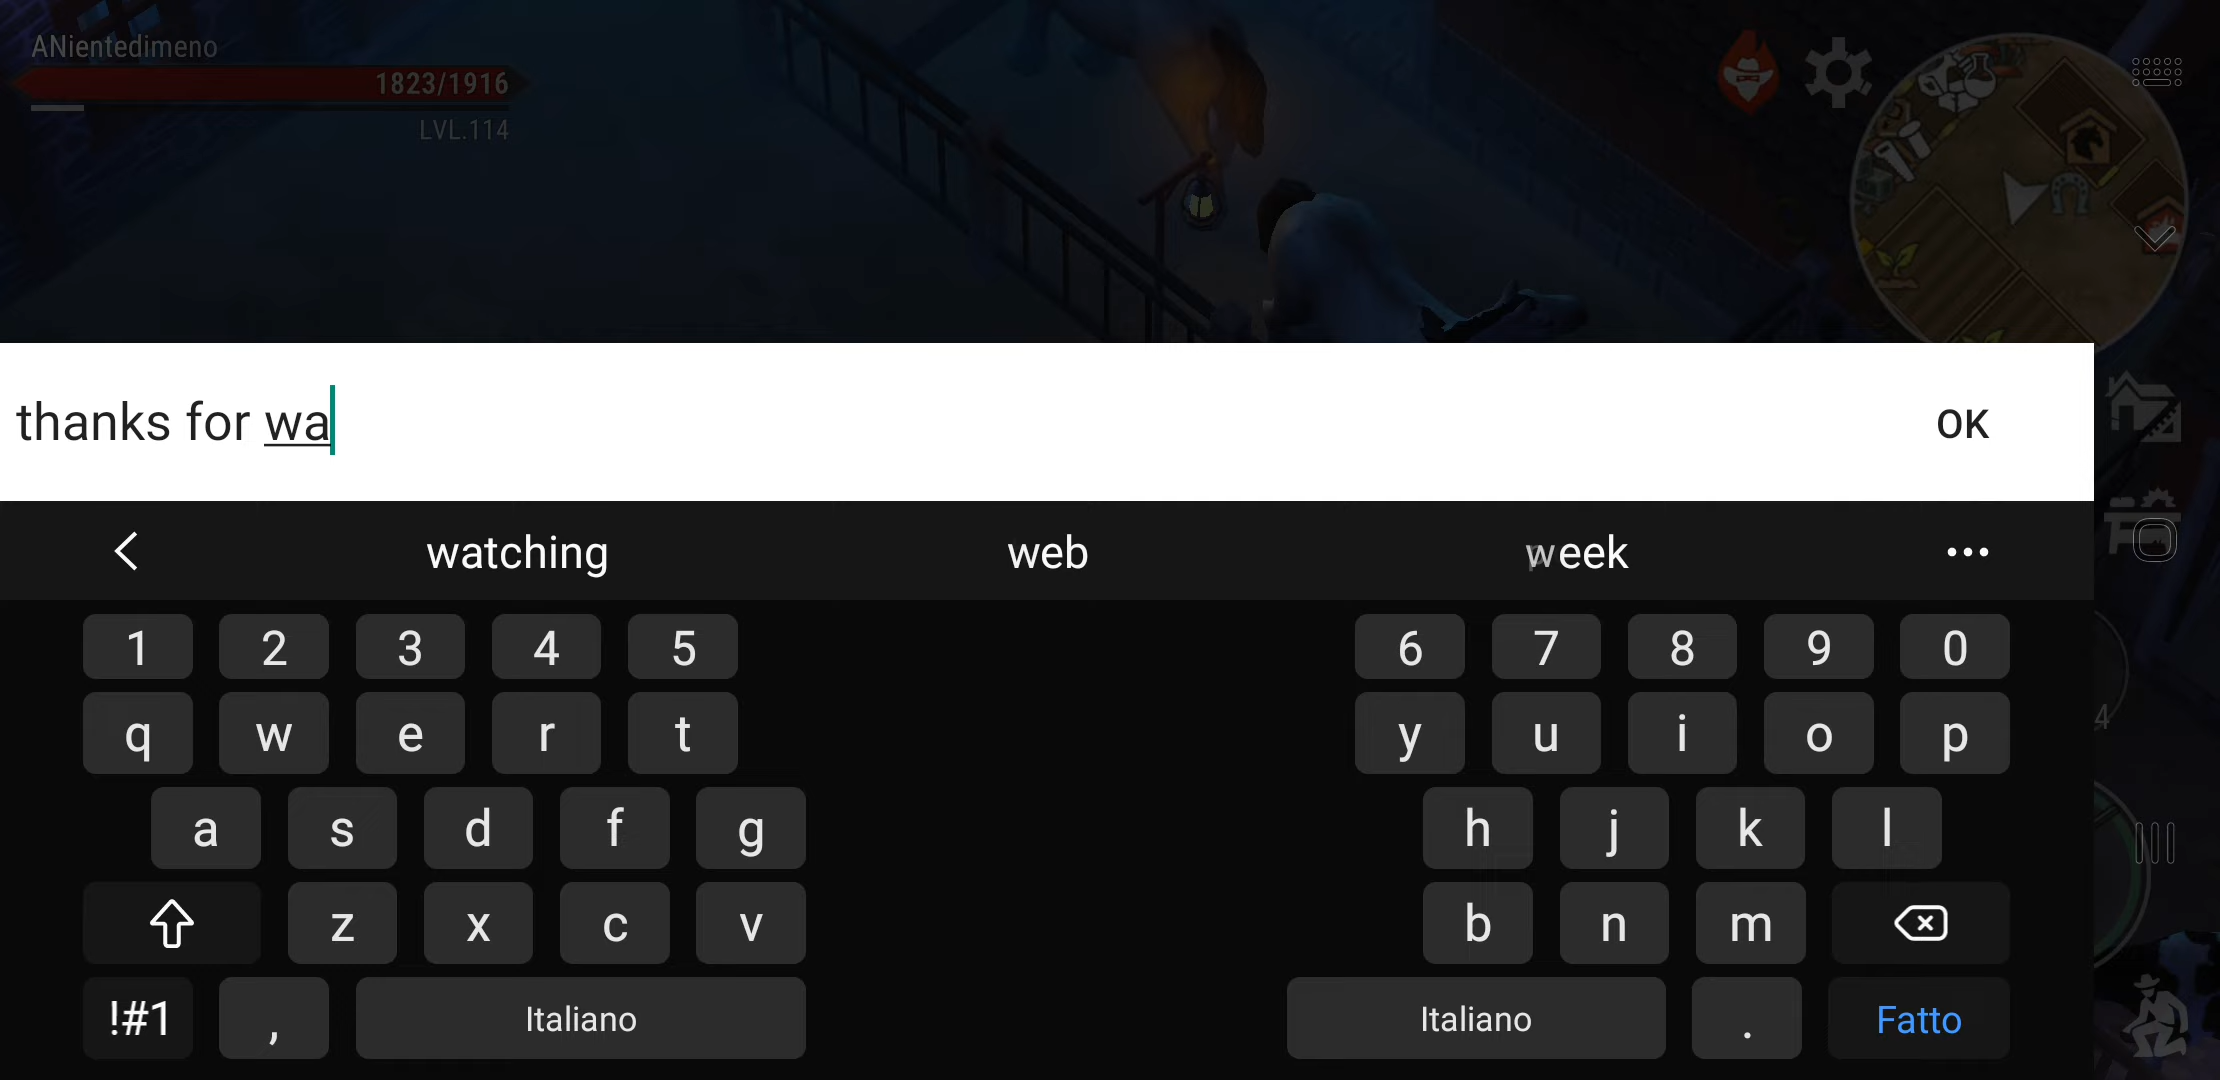 ANientedimeno
1823/1916
LVL.114
thanks for wa
OK
watching web week
1 2 3 4 5 6 7 8 9 0
q w e r t y u i o p
a s d f g h j k l
z x c v b n m
!#1 , Italiano Italiano . Fatto
4